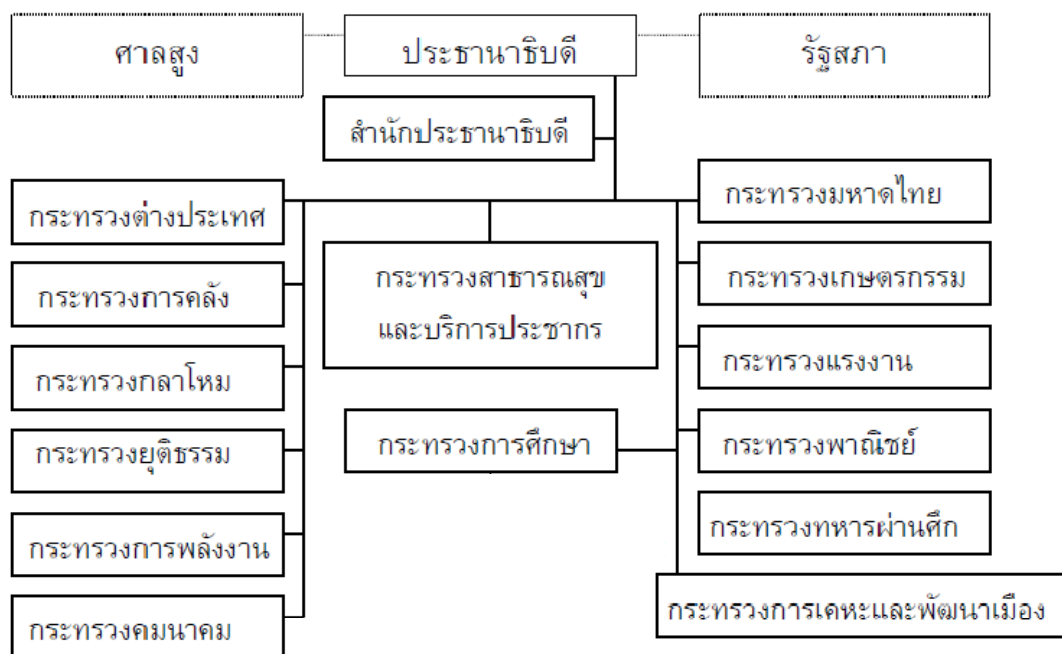 ศาลสูง
ประธานาธิบดี
รัฐสภา
สำนักประธานาธิบดี
กระทรวงต่างประเทศ
กระทรวงการคลัง
กระทรวงกลาโหม
กระทรวงยุติธรรม
กระทรวงการพลังงาน
กระทรวงคมนาคม
กระทรวงสาธารณสุข
และบริการประชากร
กระทรวงการศึกษา
กระทรวงมหาดไทย
กระทรวงเกษตรกรรม
กระทรวงแรงงาน
กระทรวงพาณิชย์
กระทรวงทหารผ่านศึก
กระทรวงการเคหะและพัฒนาเมือง